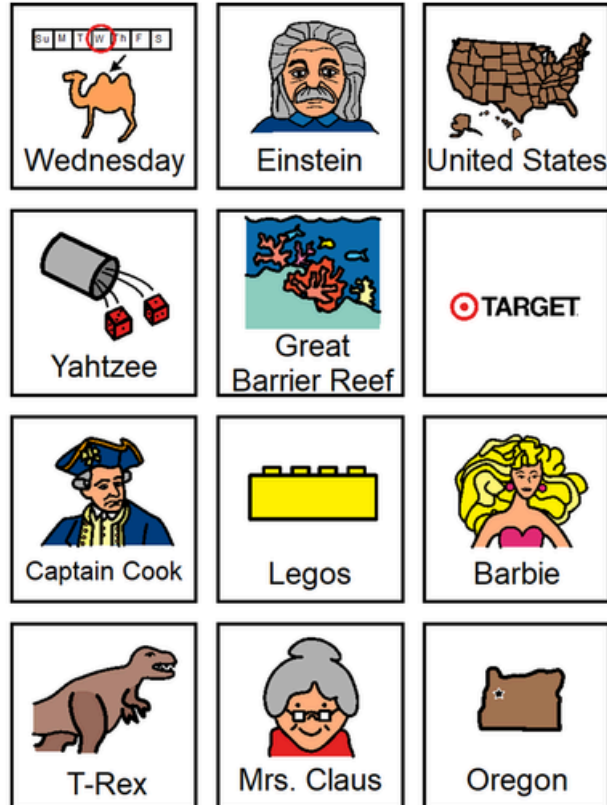 Su M T W Th F S
Wednesday
Einstein
United States
Yahtzee
Great
Barrier Reef
TARGET
Captain Cook
Legos
Barbie
T-Rex
Mrs. Claus
Oregon